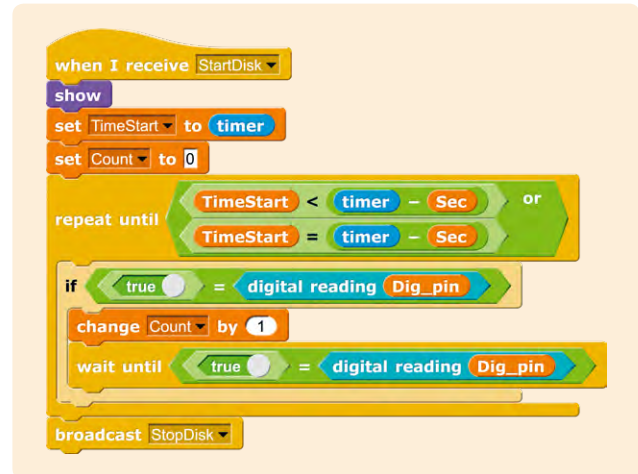 when I receive StartDisk
show
set TimeStart to timer
set Count to 0
repeat until TimeStart < timer - Sec or
TimeStart = timer - Sec
if true = digital reading Dig_pin
change Count by 1
wait until true = digital reading Dig_pin
broadcast StopDisk